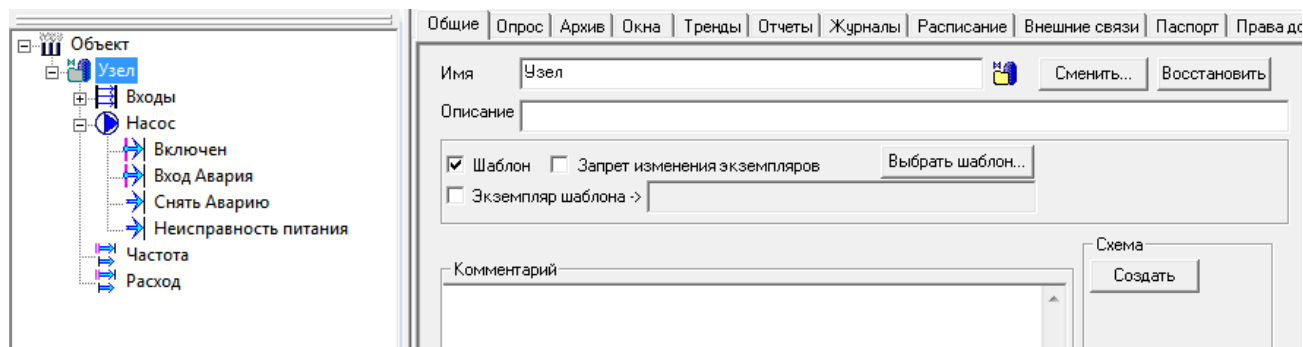 Объект
Узел
Входы
Насос
Включен
Вход Авария
Снять Аварию
Неисправность питания
Частота
Расход
Общие Опрос Архив Окна Тренды Отчеты Журналы Расписание Внешние связи Паспорт Права до
Имя Узел Сменить... Восстановить
Описание
Шаблон Запрет изменения экземпляров Выбрать шаблон...
Экземпляр шаблона ->
Комментарий
Схема
Создать